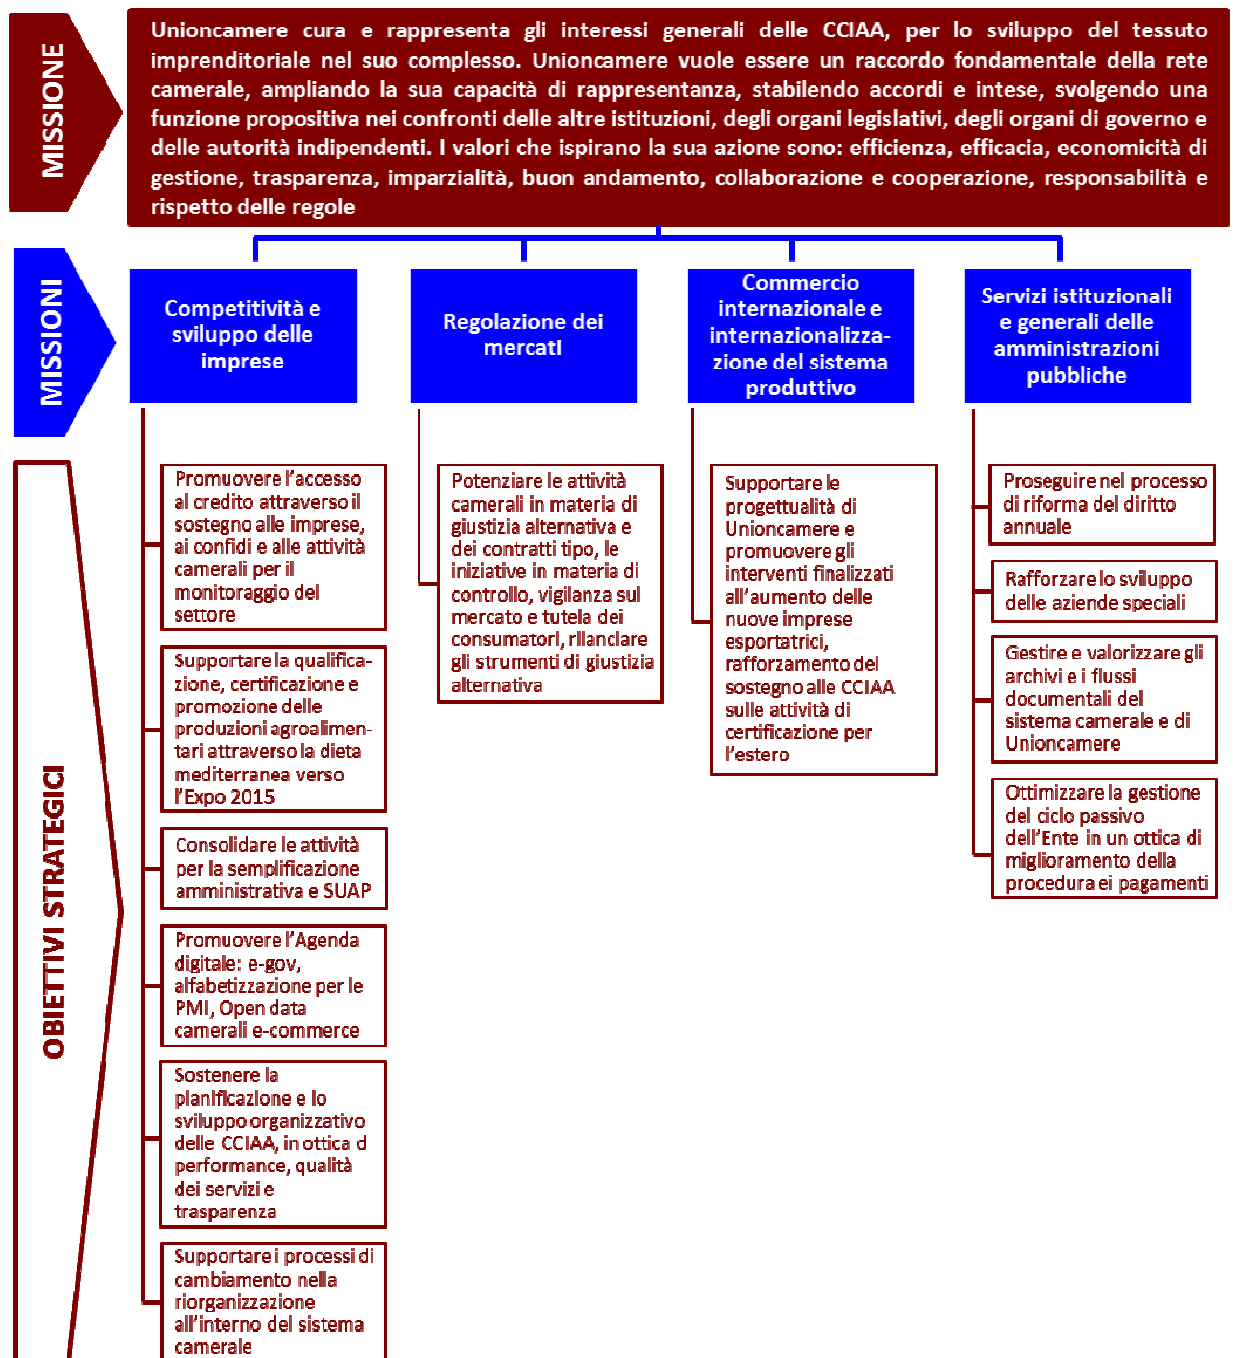 MISSIONE
Unioncamere cura e rappresenta gli interessi generali delle CCIAA, per lo sviluppo del tessuto
imprenditoriale nel suo complesso. Unioncamere vuole essere un raccordo fondamentale della rete
camerale, ampliando la sua capacità di rappresentanza, stabilendo accordi e intese, svolgendo una
funzione propositiva nei confronti delle altre istituzioni, degli organi legislativi, degli organi di governo e
delle autorità indipendenti. I valori che ispirano la sua azione sono: efficienza, efficacia, economicità di
gestione, trasparenza, imparzialità, buon andamento, collaborazione e cooperazione, responsabilità e
rispetto delle regole
MISSIONI
Competitività e
sviluppo delle
imprese
Regolazione dei
mercati
Commercio
internazionale e
internazionalizza-
zione del sistema
produttivo
Servizi istituzionali
e generali delle
amministrazioni
pubbliche
OBIETTIVI STRATEGICI
Promuovere l'accesso
al credito attraverso il
sostegno alle imprese,
ai confidi e alle attività
camerali per il
monitoraggio del
settore
Supportare la qualifica-
zione, certificazione e
promozione delle
produzioni agroalimen-
tari attraverso la dieta
mediterranea verso
l'Expo 2015
Consolidare le attività
per la semplificazione
amministrativa e SUAP
Promuovere l'Agenda
digitale: e-gov,
alfabetizzazione per le
PMI, Open data
camerali e-commerce
Sostenere la
planificazione e lo
sviluppo organizzativo
delle CCIAA, in ottica d
performance, qualità
dei servizi e
trasparenza
Supportare i processi di
cambiamento nella
riorganizzazione
all'interno del sistema
camerale
Potenziare le attività
camerali in materia di
giustizia alternativa e
dei contratti tipo, le
iniziative in materia di
controllo, vigilanza sul
mercato e tutela dei
consumatori, rilanciare
gli strumenti di giustizia
alternativa
Supportare le
progettualità di
Unioncamere e
promuovere gli
interventi finalizzati
all'aumento delle
nuove imprese
esportatrici,
rafforzamento del
sostegno alle CCIAA
sulle attività di
certificazione per
l'estero
Proseguire nel processo
di riforma del diritto
annuale
Rafforzare lo sviluppo
delle aziende speciali
Gestire e valorizzare gli
archivi e i flussi
documentali del
sistema camerale e di
Unioncamere
Ottimizzare la gestione
del ciclo passivo
dell'Ente in un ottica di
miglioramento della
procedura ei pagamenti